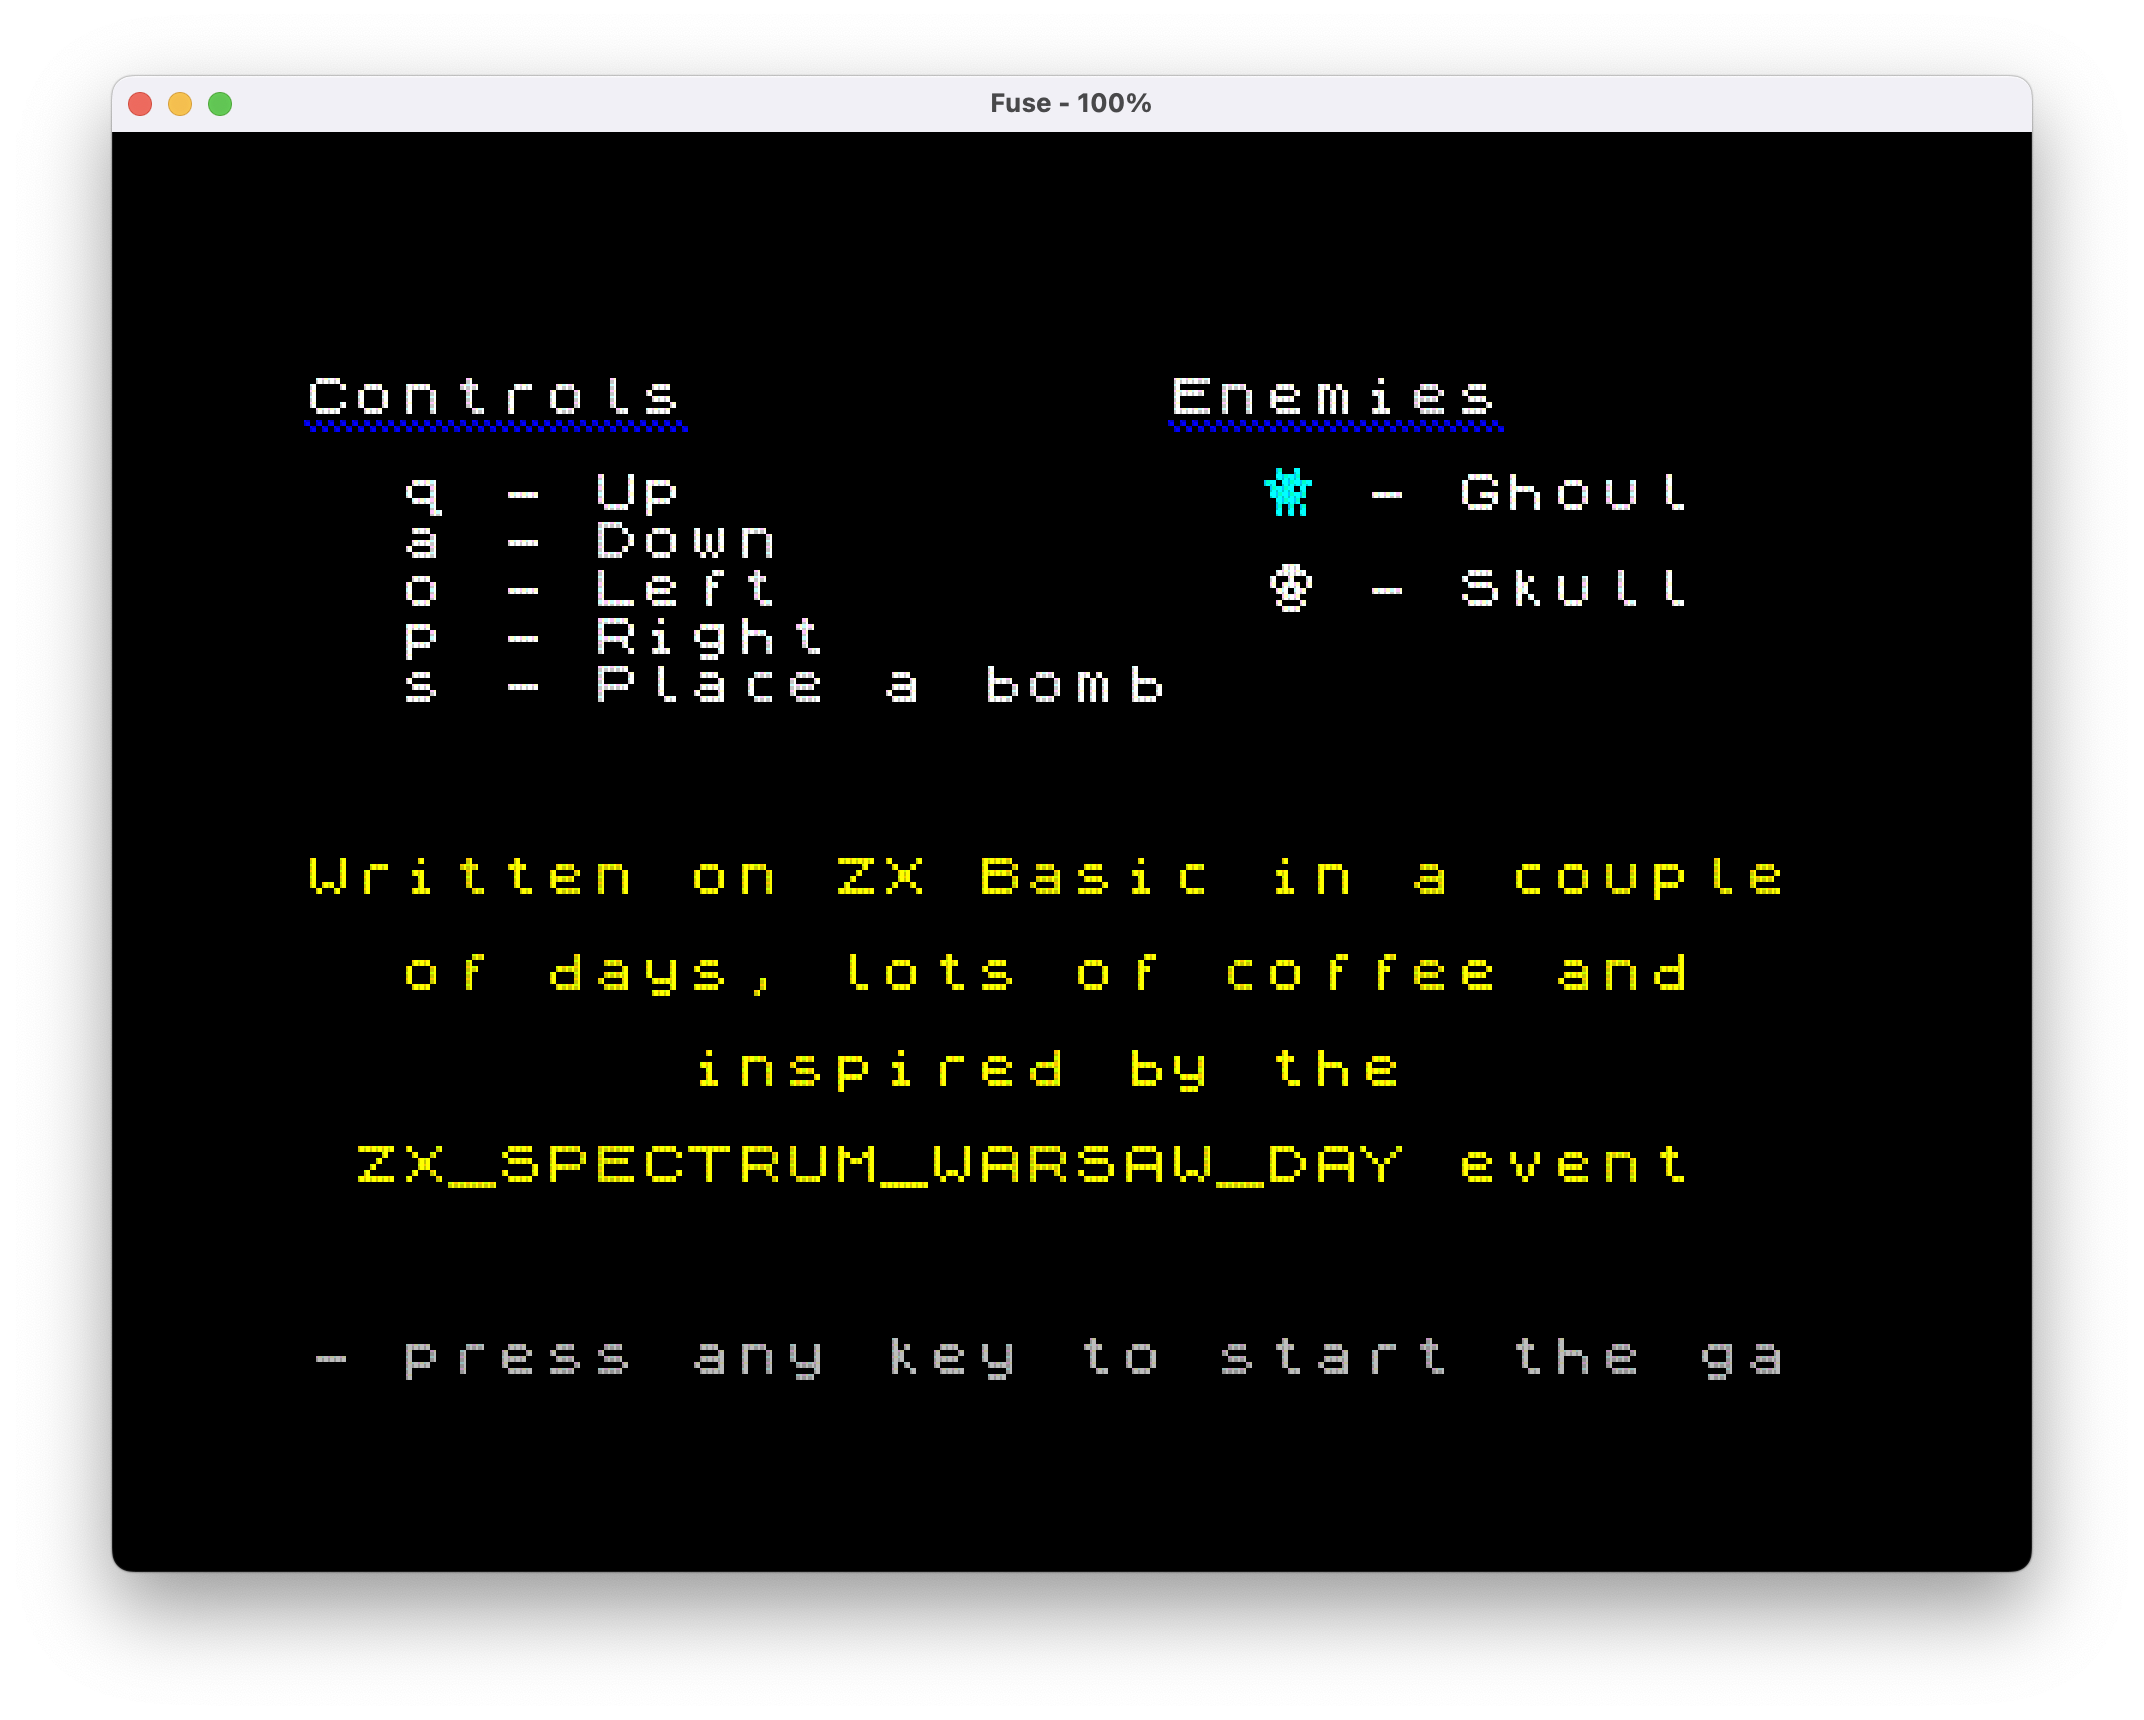 Fuse - 100%
Controls
q - Up
a - Down
o - Left
p - Right
s - Place a bomb
Enemies
- Ghoul
- Skull
Written on ZX Basic in a couple
of days, lots of coffee and
inspired by the
ZX_SPECTRUM_WARSAW_DAY event
- press any key to start the ga